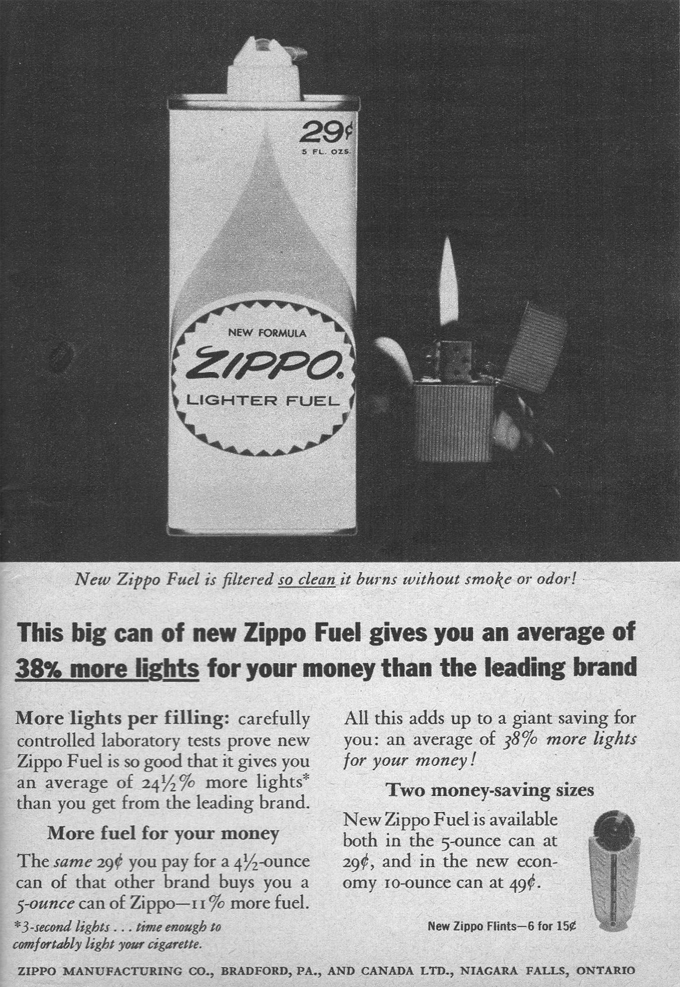 29¢
5 FL. OZS.
NEW FORMULA
ZIPPO.
LIGHTER FUEL
New Zippo Fuel is filtered so clean it burns without smoke or odor!
This big can of new Zippo Fuel gives you an average of
38% more lights for your money than the leading brand
More lights per filling: carefully
controlled laboratory tests prove new
Zippo Fuel is so good that it gives you
an average of 24½% more lights*
than you get from the leading brand.
More fuel for your money
The same 29¢ you pay for a 4½-ounce
can of that other brand buys you a
5-ounce can of Zippo—11% more fuel.
*3-second lights . . . time enough to
comfortably light your cigarette.
All this adds up to a giant saving for
you: an average of 38% more lights
for your money!
Two money-saving sizes
New Zippo Fuel is available
both in the 5-ounce can at
29¢, and in the new econ-
omy 10-ounce can at 49¢.
New Zippo Flints—6 for 15¢
ZIPPO MANUFACTURING CO., BRADFORD, PA., AND CANADA LTD., NIAGARA FALLS, ONTARIO